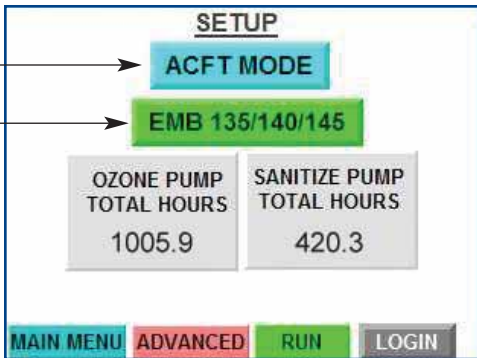 SETUP
ACFT MODE
EMB 135/140/145
OZONE PUMP
TOTAL HOURS
1005.9
SANITIZE PUMP
TOTAL HOURS
420.3
MAIN MENU
ADVANCED
RUN
LOGIN